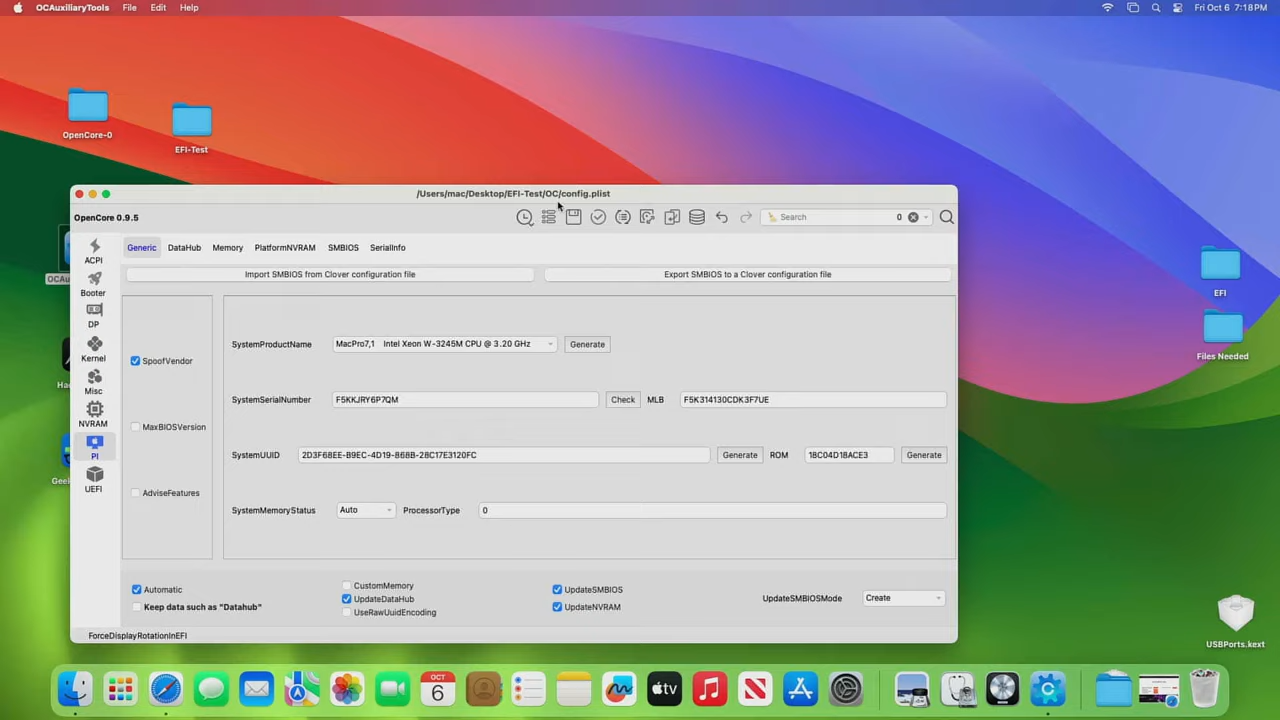 OCAuxiliaryTools File Edit Help Fri Oct 6 7:18 PM
OpenCore-0
EFI-Test
/Users/mac/Desktop/EFI-Test/OC/config.plist
OpenCore 0.9.5 Search 0
ACPI
Booter
DP
Kernel
Misc
NVRAM
PI
UEFI
Generic DataHub Memory PlatformNVRAM SMBIOS SerialInfo
Import SMBIOS from Clover configuration file Export SMBIOS to a Clover configuration file
SpoofVendor
MaxBIOSVersion
AdviseFeatures
SystemProductName MacPro7,1 Intel Xeon W-3245M CPU @ 3.20 GHz Generate
SystemSerialNumber F5KKJRY6P7QM Check MLB F5K314130CDK3F7UE
SystemUUID 2D3F68EE-B9EC-4D19-868B-28C17E3120FC Generate ROM 18C04D18ACE3 Generate
SystemMemoryStatus Auto ProcessorType 0
Automatic
Keep data such as "Datahub"
CustomMemory
UpdateDataHub
UseRawUuidEncoding
UpdateSMBIOS
UpdateNVRAM
UpdateSMBIOSMode Create
ForceDisplayRotationInEFI
EFI
Files Needed
USBPorts.kext
OCT
6
tv